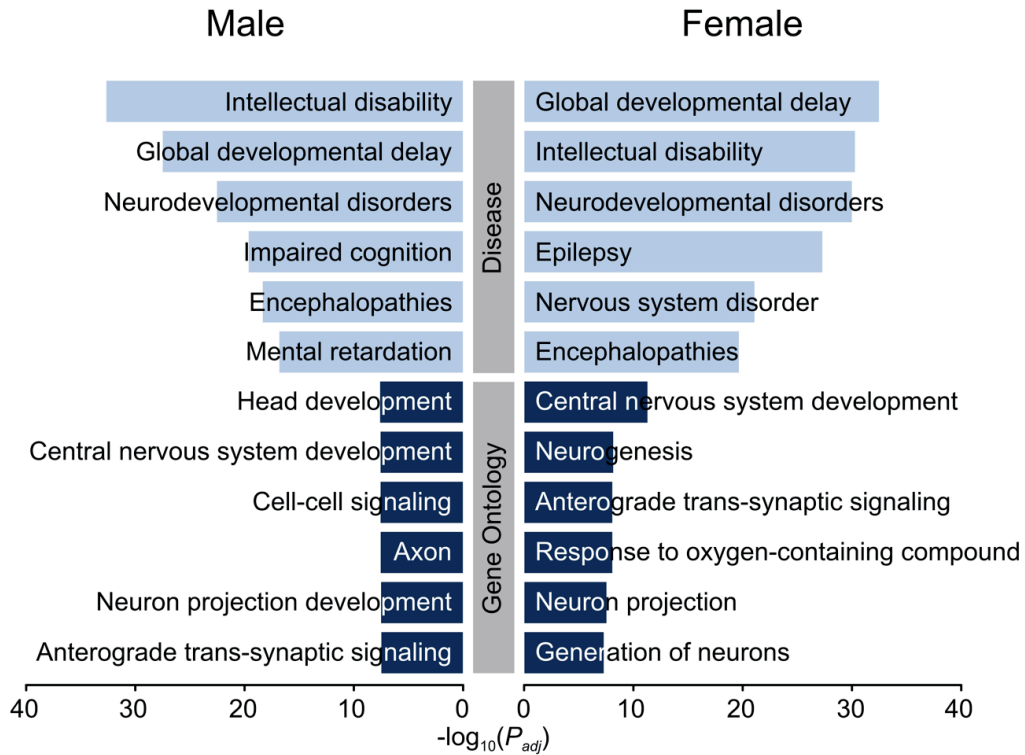 Male
Female
Intellectual disability
Global developmental delay
Neurodevelopmental disorders
Impaired cognition
Encephalopathies
Mental retardation
Head development
Central nervous system development
Cell-cell signaling
Axon
Neuron projection development
Anterograde trans-synaptic signaling
Disease
Gene Ontology
Global developmental delay
Intellectual disability
Neurodevelopmental disorders
Epilepsy
Nervous system disorder
Encephalopathies
Central nervous system development
Neurogenesis
Anterograde trans-synaptic signaling
Response to oxygen-containing compound
Neuron projection
Generation of neurons
40 30 20 10 0
0 10 20 30 40
-log₁₀(P_adj)